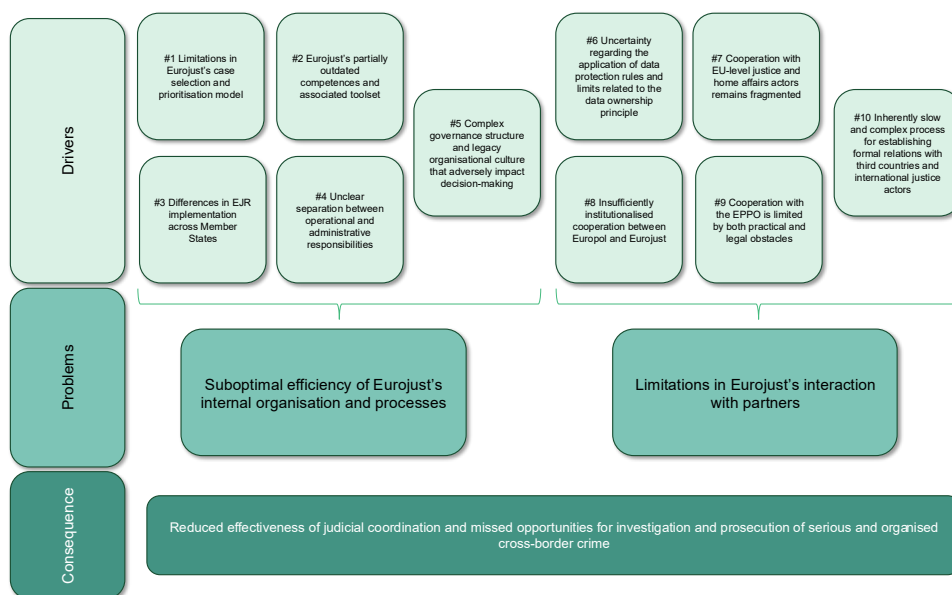 Drivers
#1 Limitations in
Eurojust's case
selection and
prioritisation model
#2 Eurojust's partially
outdated
competences and
associated toolset
#3 Differences in EJR
implementation
across Member
States
#4 Unclear
separation between
operational and
administrative
responsibilities
#5 Complex
governance structure
and legacy
organisational culture
that adversely impact
decision-making
#6 Uncertainty
regarding the
application of data
protection rules and
limits related to the
data ownership
principle
#7 Cooperation with
EU-level justice and
home affairs actors
remains fragmented
#8 Insufficiently
institutionalised
cooperation between
Europol and Eurojust
#9 Cooperation with
the EPPO is limited
by both practical and
legal obstacles
#10 Inherently slow
and complex process
for establishing
formal relations with
third countries and
international justice
actors
Problems
Suboptimal efficiency of Eurojust's
internal organisation and processes
Limitations in Eurojust's interaction
with partners
Consequence
Reduced effectiveness of judicial coordination and missed opportunities for investigation and prosecution of serious and organised
cross-border crime